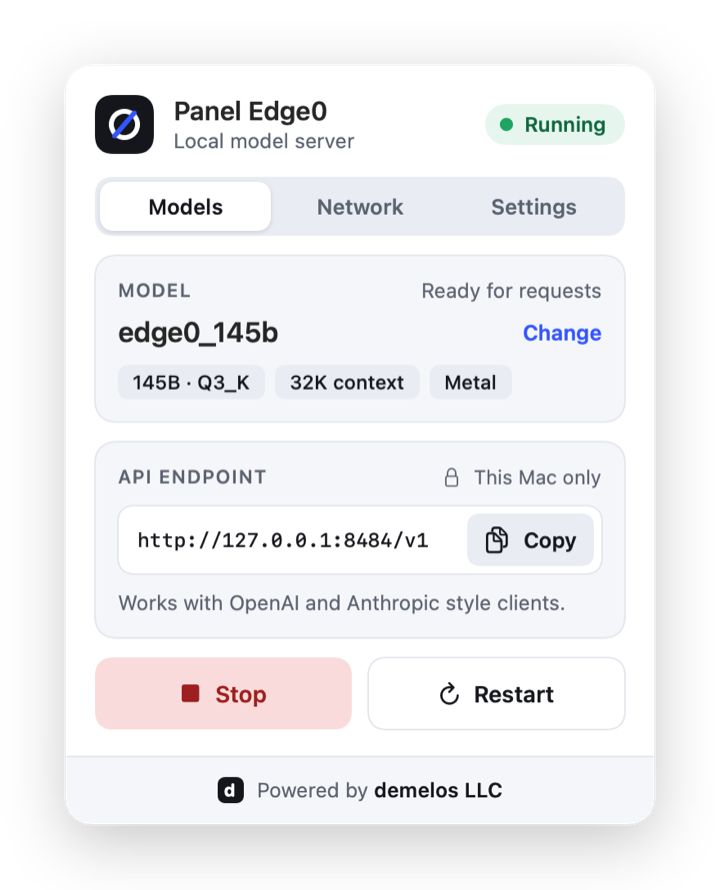 Panel Edge0
Local model server
Running
Models
Network
Settings
MODEL
Ready for requests
edge0_145b
Change
145B · Q3_K
32K context
Metal
API ENDPOINT
This Mac only
http://127.0.0.1:8484/v1
Copy
Works with OpenAI and Anthropic style clients.
Stop
Restart
d
Powered by demelos LLC